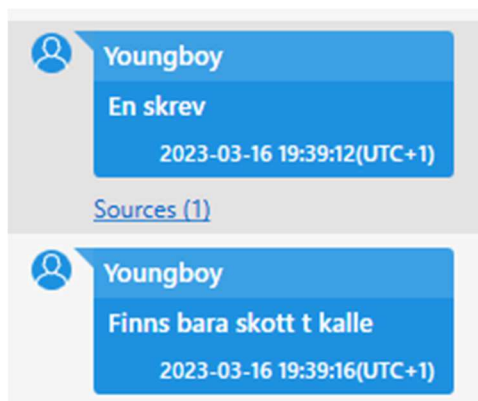 Youngboy
En skrev
2023-03-16 19:39:12(UTC+1)
Sources (1)
Youngboy
Finns bara skott t kalle
2023-03-16 19:39:16(UTC+1)